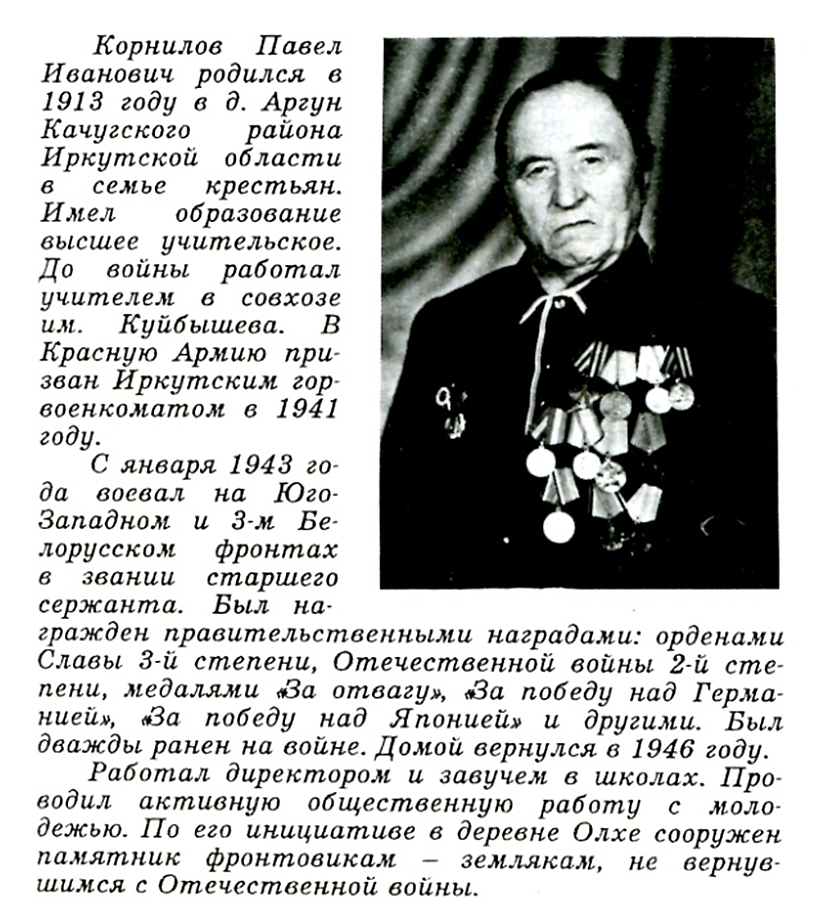 Корнилов Павел
Иванович родился в
1913 году в д. Аргун
Качугского района
Иркутской области
в семье крестьян.
Имел образование
высшее учительское.
До войны работал
учителем в совхозе
им. Куйбышева. В
Красную Армию при-
зван Иркутским гор-
военкоматом в 1941
году.
С января 1943 го-
да воевал на Юго-
Западном и 3-м Бе-
лорусском фронтах
в звании старшего
сержанта. Был на-
гражден правительственными наградами: орденами
Славы 3-й степени, Отечественной войны 2-й сте-
пени, медалями «За отвагу», «За победу над Герма-
нией», «За победу над Японией» и другими. Был
дважды ранен на войне. Домой вернулся в 1946 году.
Работал директором и завучем в школах. Про-
водил активную общественную работу с моло-
дежью. По его инициативе в деревне Олхе сооружен
памятник фронтовикам – землякам, не вернув-
шимся с Отечественной войны.